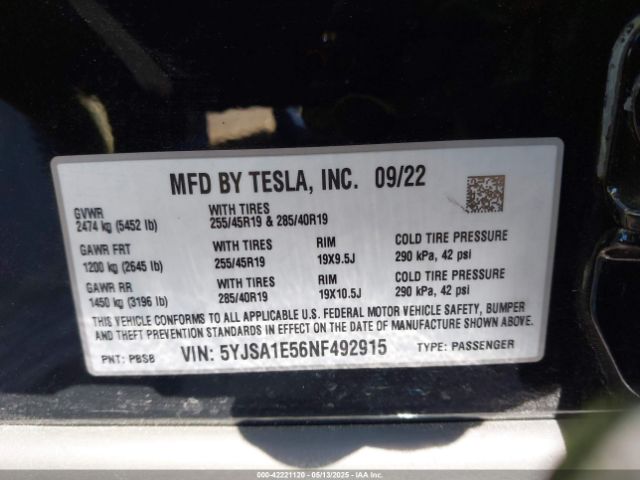 MFD BY TESLA, INC. 09/22
GVWR
2474 kg (5452 lb)
WITH TIRES
255/45R19 & 285/40R19
GAWR FRT
1200 kg (2645 lb)
WITH TIRES
255/45R19
RIM
19X9.5J
COLD TIRE PRESSURE
290 kPa, 42 psi
GAWR RR
1450 kg (3196 lb)
WITH TIRES
285/40R19
RIM
19X10.5J
COLD TIRE PRESSURE
290 kPa, 42 psi
THIS VEHICLE CONFORMS TO ALL APPLICABLE U.S. FEDERAL MOTOR VEHICLE SAFETY, BUMPER
AND THEFT PREVENTION STANDARDS IN EFFECT ON THE DATE OF MANUFACTURE SHOWN ABOVE.
PNT: PBSB VIN: 5YJSA1E56NF492915 TYPE: PASSENGER
000-42221120 - 05/13/2025 - IAA